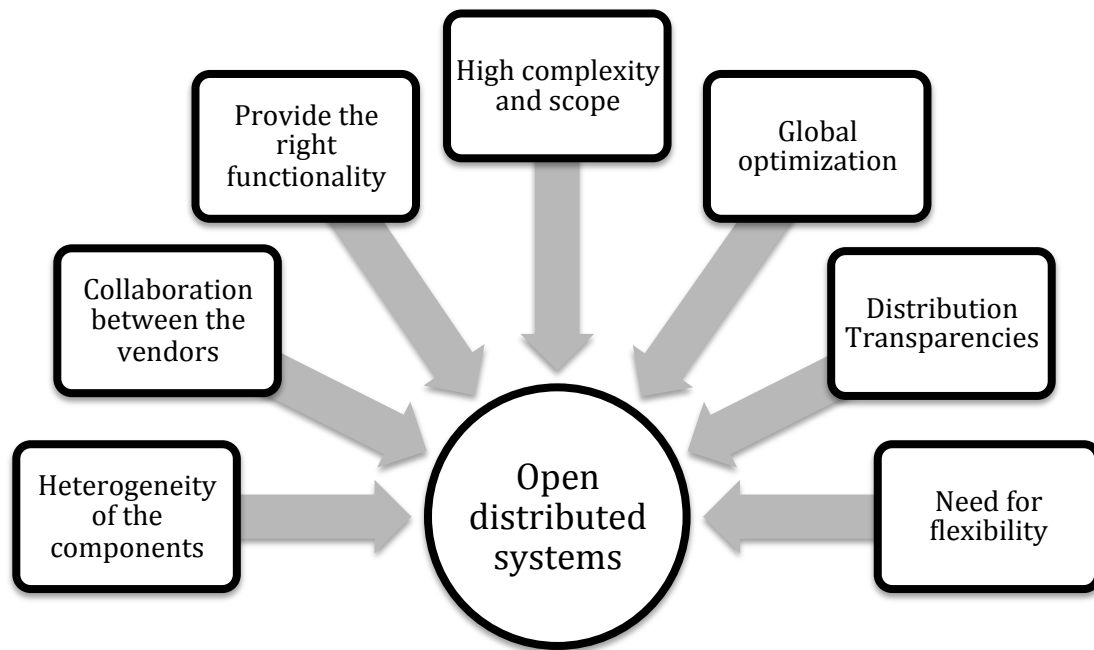 High complexity
and scope
Provide the
right
functionality
Global
optimization
Collaboration
between the
vendors
Distribution
Transparencies
Heterogeneity
of the
components
Open
distributed
systems
Need for
flexibility